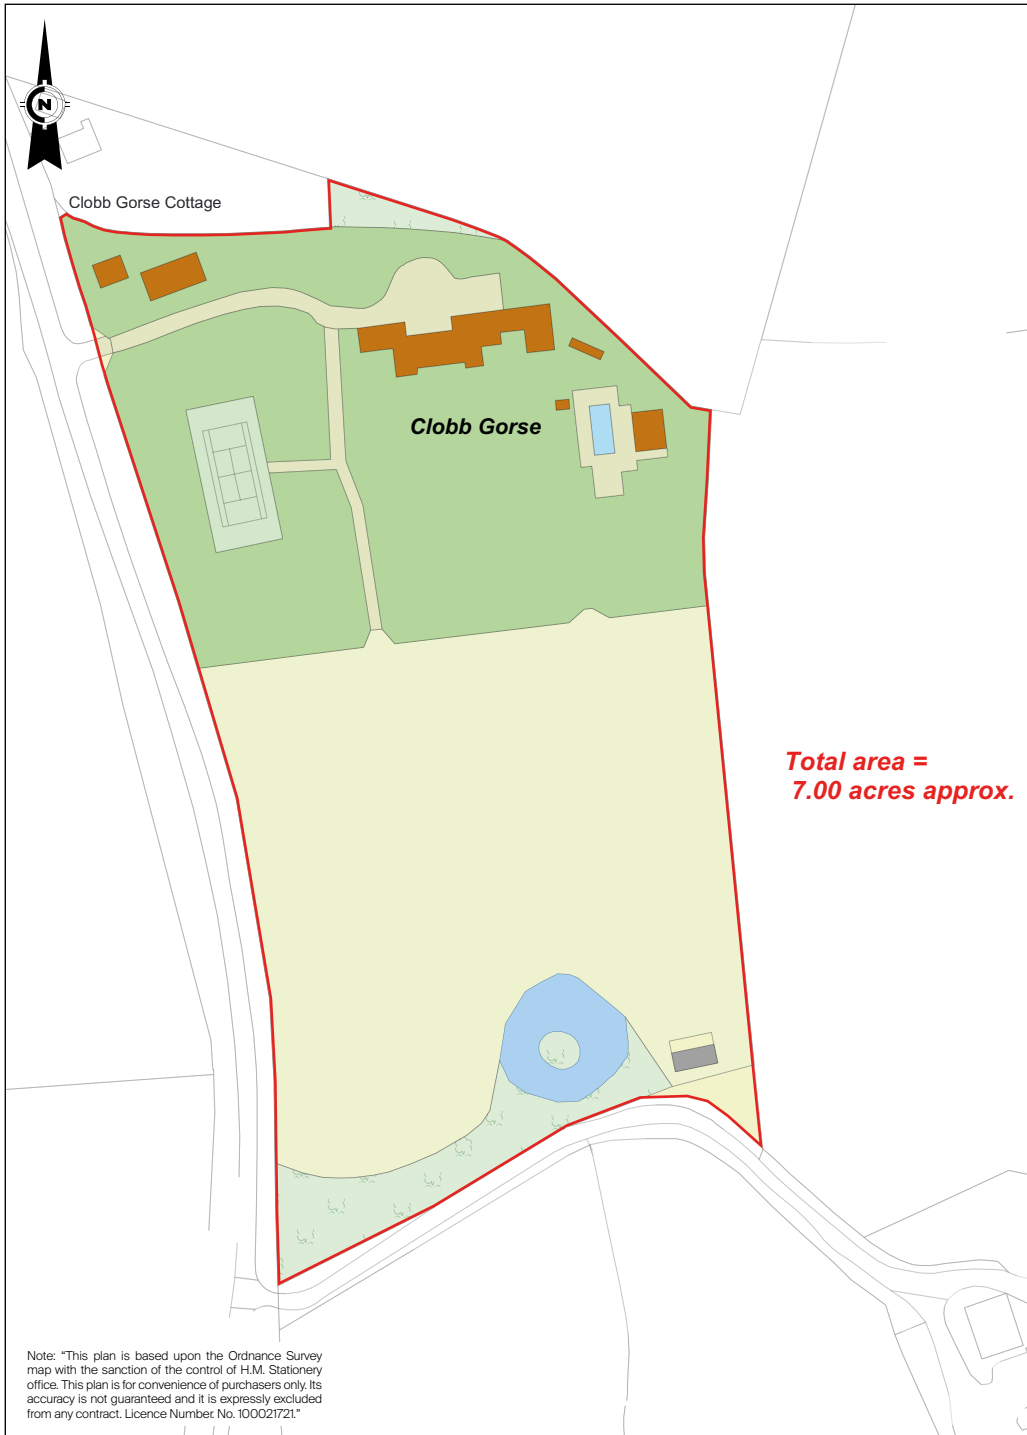 N
Clobb Gorse Cottage
Clobb Gorse
Total area =
7.00 acres approx.
Note: “This plan is based upon the Ordnance Survey
map with the sanction of the control of H.M. Stationery
office. This plan is for convenience of purchasers only. Its
accuracy is not guaranteed and it is expressly excluded
from any contract. Licence Number. No. 100021721.”